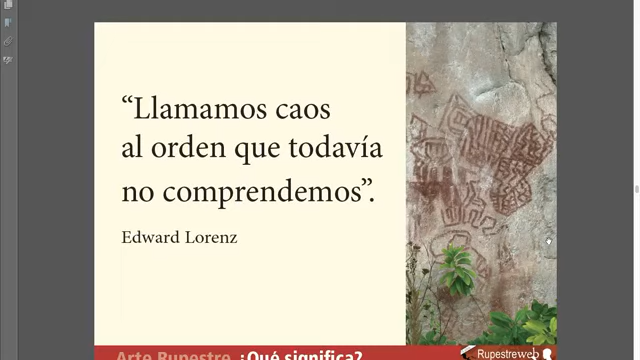 “Llamamos caos
al orden que todavía
no comprendemos”.
Edward Lorenz
Arte Rupestre ¿Qué significa?
Rupestreweb